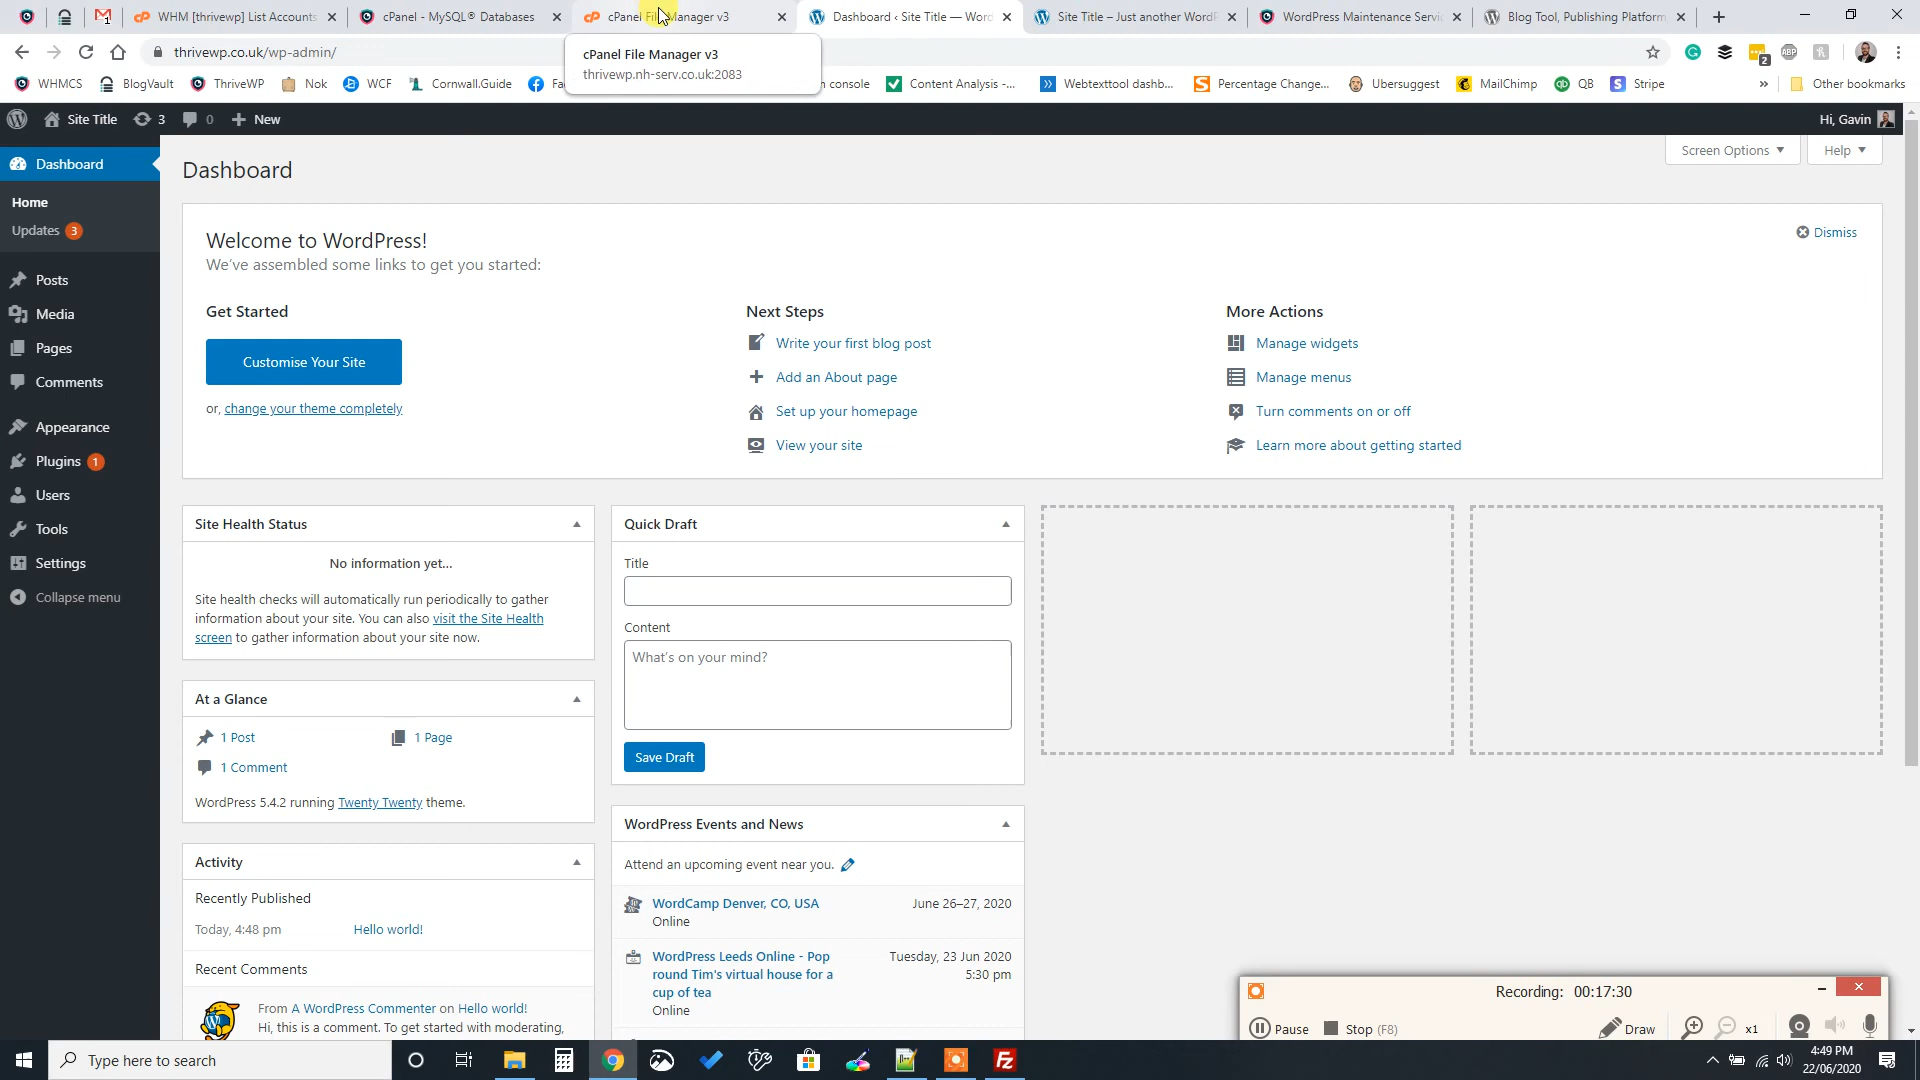 WHM [thrivewp] List Accounts
cPanel - MySQL® Databases
cPanel File Manager v3
Dashboard ‹ Site Title — Word
Site Title – Just another WordP
WordPress Maintenance Servic
Blog Tool, Publishing Platform,
thrivewp.co.uk/wp-admin/
cPanel File Manager v3
thrivewp.nh-serv.co.uk:2083
WHMCS
BlogVault
ThriveWP
Nok
WCF
Cornwall.Guide
Fa
n console
Content Analysis -...
Webtexttool dashb...
Percentage Change...
Ubersuggest
MailChimp
QB
Stripe
Other bookmarks
Site Title
3
0
New
Hi, Gavin
Dashboard
Home
Updates 3
Posts
Media
Pages
Comments
Appearance
Plugins 1
Users
Tools
Settings
Collapse menu
Dashboard
Screen Options
Help
Welcome to WordPress!
We've assembled some links to get you started:
Dismiss
Get Started
Customise Your Site
or, change your theme completely
Next Steps
Write your first blog post
Add an About page
Set up your homepage
View your site
More Actions
Manage widgets
Manage menus
Turn comments on or off
Learn more about getting started
Site Health Status
No information yet...
Site health checks will automatically run periodically to gather
information about your site. You can also visit the Site Health
screen to gather information about your site now.
At a Glance
1 Post
1 Page
1 Comment
WordPress 5.4.2 running Twenty Twenty theme.
Activity
Recently Published
Today, 4:48 pm
Hello world!
Recent Comments
From A WordPress Commenter on Hello world!
Hi, this is a comment. To get started with moderating,
Quick Draft
Title
Content
What's on your mind?
Save Draft
WordPress Events and News
Attend an upcoming event near you.
WordCamp Denver, CO, USA
June 26–27, 2020
Online
WordPress Leeds Online - Pop
round Tim's virtual house for a
cup of tea
Tuesday, 23 Jun 2020
5:30 pm
Online
Recording: 00:17:30
Pause
Stop (F8)
Draw
x1
Type here to search
4:49 PM
22/06/2020